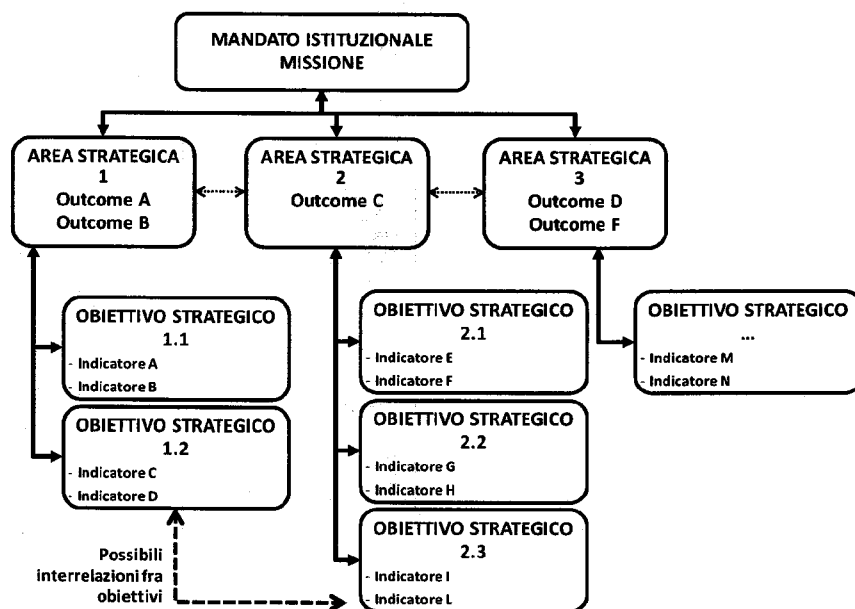 MANDATO ISTITUZIONALE
MISSIONE
AREA STRATEGICA
1
Outcome A
Outcome B
AREA STRATEGICA
2
Outcome C
AREA STRATEGICA
3
Outcome D
Outcome F
OBIETTIVO STRATEGICO
1.1
- Indicatore A
- Indicatore B
OBIETTIVO STRATEGICO
1.2
- Indicatore C
- Indicatore D
OBIETTIVO STRATEGICO
2.1
- Indicatore E
- Indicatore F
OBIETTIVO STRATEGICO
2.2
- Indicatore G
- Indicatore H
OBIETTIVO STRATEGICO
2.3
- Indicatore I
- Indicatore L
OBIETTIVO STRATEGICO
...
- Indicatore M
- Indicatore N
Possibili
interrelazioni fra
obiettivi